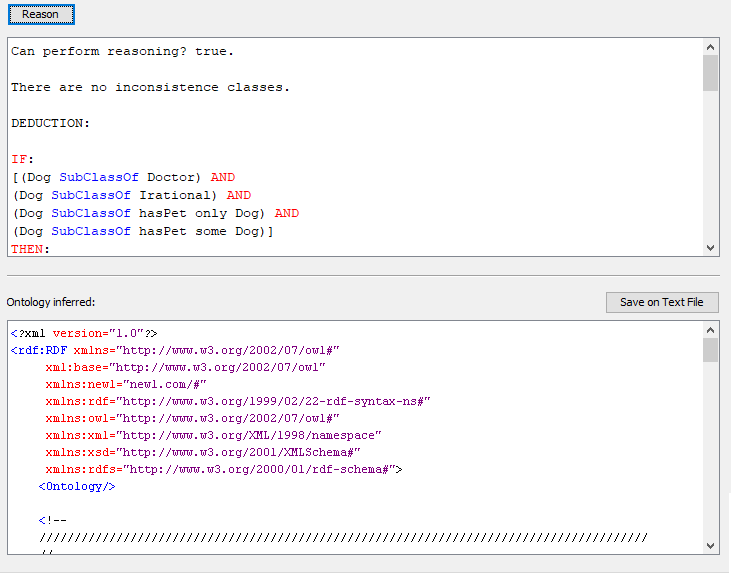 Reason
Can perform reasoning? true.
There are no inconsistence classes.
DEDUCTION:
IF:
[(Dog SubClassOf Doctor) AND
(Dog SubClassOf Irational) AND
(Dog SubClassOf hasPet only Dog) AND
(Dog SubClassOf hasPet some Dog)]
THEN:
Ontology inferred:
Save on Text File
<?xml version="1.0"?>
<rdf:RDF xmlns="http://www.w3.org/2002/07/owl#"
xml:base="http://www.w3.org/2002/07/owl"
xmlns:new1="new1.com/#"
xmlns:rdf="http://www.w3.org/1999/02/22-rdf-syntax-ns#"
xmlns:owl="http://www.w3.org/2002/07/owl#"
xmlns:xml="http://www.w3.org/XML/1998/namespace"
xmlns:xsd="http://www.w3.org/2001/XMLSchema#"
xmlns:rdfs="http://www.w3.org/2000/01/rdf-schema#">
<Ontology/>
<!--
///////////////////////////////////////////////////////////////////////////////////////
//